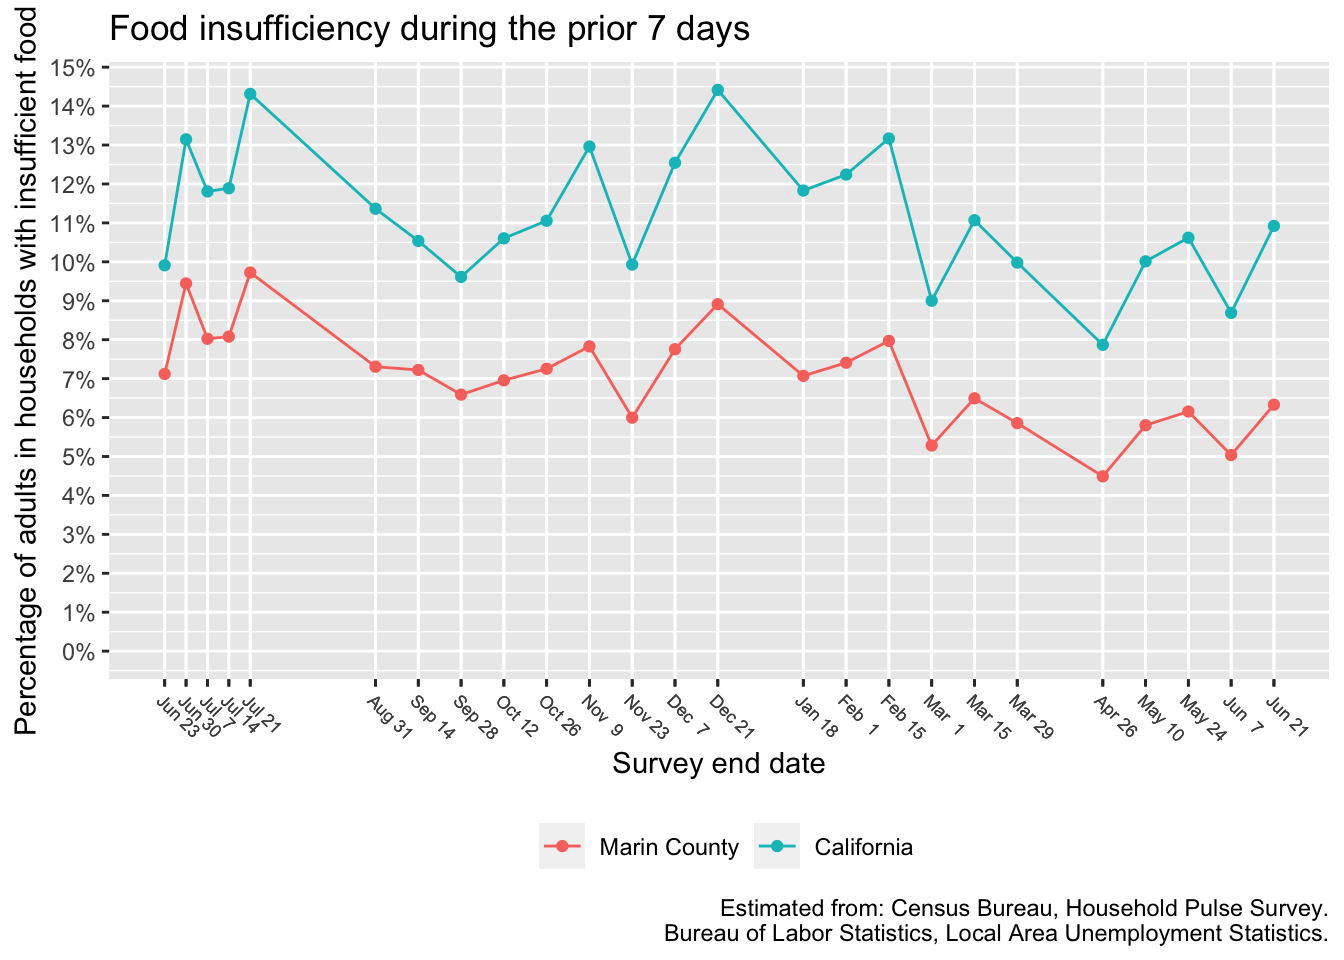 Food insufficiency during the prior 7 days
Percentage of adults in households with insufficient food
15%
14%
13%
12%
11%
10%
9%
8%
7%
6%
5%
4%
3%
2%
1%
0%
Jun 23
Jun 30
Jul 7
Jul 14
Jul 21
Aug 31
Sep 14
Sep 28
Oct 12
Oct 26
Nov 9
Nov 23
Dec 7
Dec 21
Jan 18
Feb 1
Feb 15
Mar 1
Mar 15
Mar 29
Apr 26
May 10
May 24
Jun 7
Jun 21
Survey end date
Marin County
California
Estimated from: Census Bureau, Household Pulse Survey.
Bureau of Labor Statistics, Local Area Unemployment Statistics.